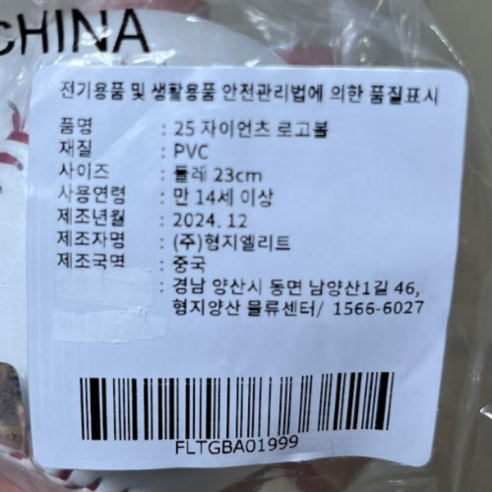 CHINA
전기용품 및 생활용품 안전관리법에 의한 품질표시
품명 : 25 자이언츠 로고볼
재질 : PVC
사이즈 : 둘레 23cm
사용연령 : 만 14세 이상
제조년월 : 2024. 12
제조자명 : (주)형지엘리트
제조국명 : 중국
: 경남 양산시 동면 남양산1길 46,
형지양산 물류센터/ 1566-6027
FLTGBA01999